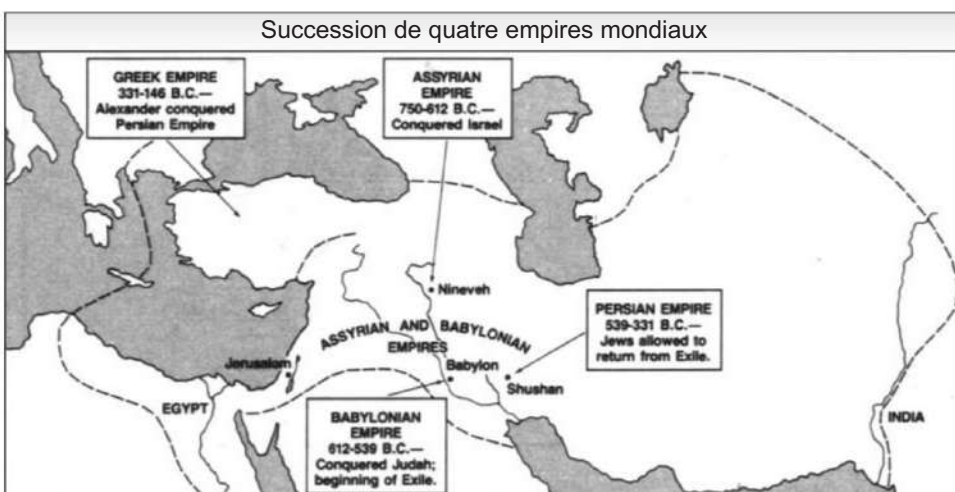 Succession de quatre empires mondiaux
GREEK EMPIRE
331-146 B.C.—
Alexander conquered
Persian Empire
ASSYRIAN
EMPIRE
750-612 B.C.—
Conquered Israel
Nineveh
PERSIAN EMPIRE
539-331 B.C.—
Jews allowed to
return from Exile.
ASSYRIAN AND BABYLONIAN
EMPIRES
Jerusalem
Babylon
Shushan
EGYPT
INDIA
BABYLONIAN
EMPIRE
612-539 B.C.—
Conquered Judah;
beginning of Exile.